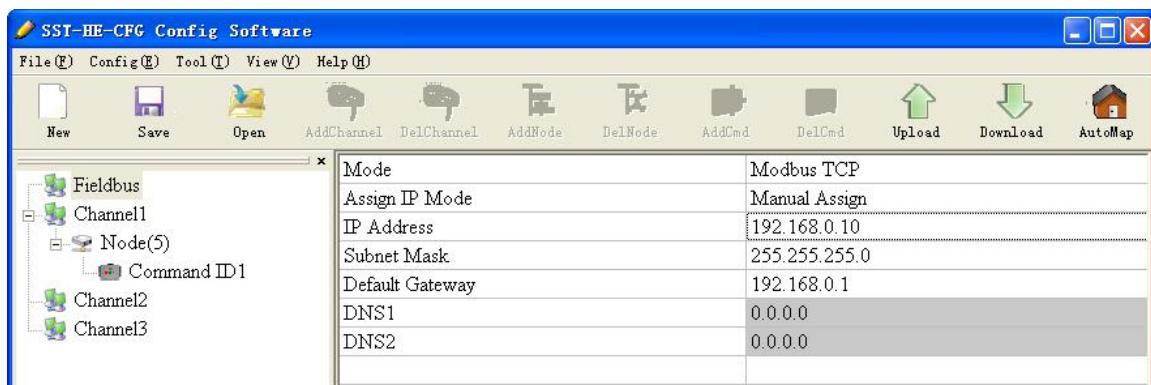 SST-HE-CFG Config Software
File(F) Config(E) Tool(T) View(V) Help(H)
New Save Open AddChannel DelChannel AddNode DelNode AddCmd DelCmd Upload Download AutoMap
Fieldbus
Channel1
Node(5)
Command ID1
Channel2
Channel3
Mode Modbus TCP
Assign IP Mode Manual Assign
IP Address 192.168.0.10
Subnet Mask 255.255.255.0
Default Gateway 192.168.0.1
DNS1 0.0.0.0
DNS2 0.0.0.0